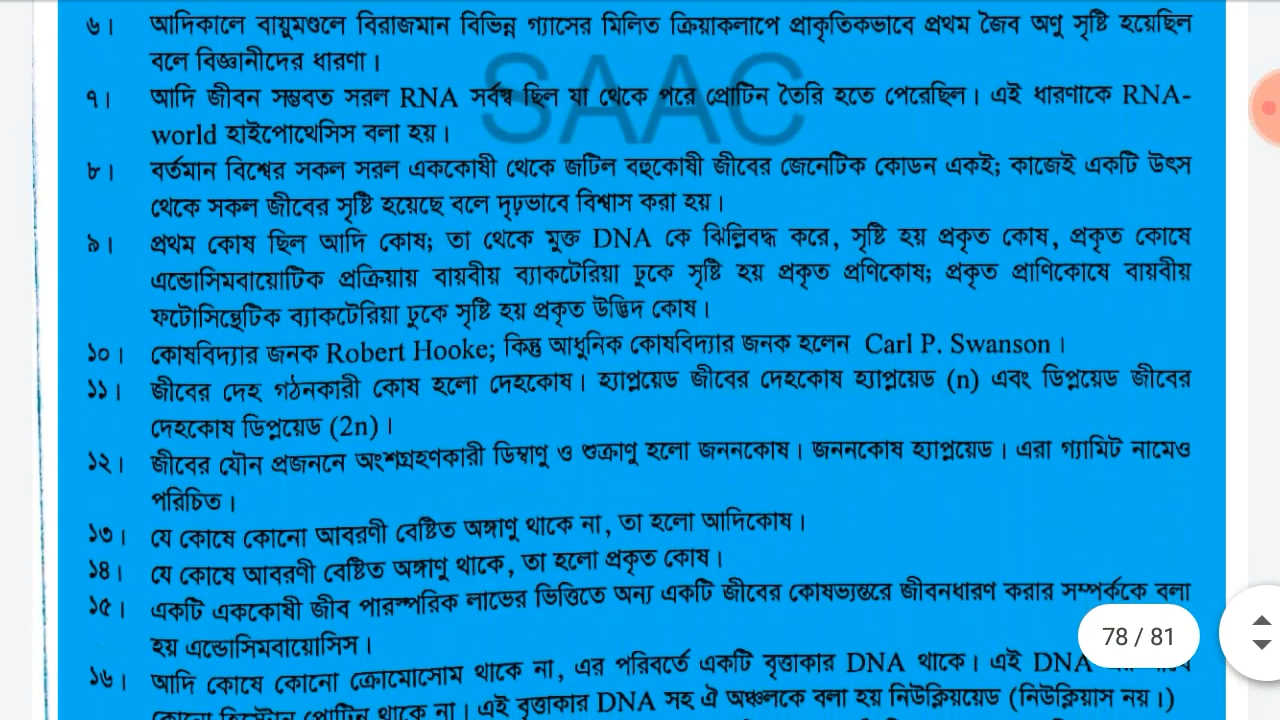 ৬। আদিকালে বায়ুমণ্ডলে বিরাজমান বিভিন্ন গ্যাসের মিলিত ক্রিয়াকলাপে প্রাকৃতিকভাবে প্রথম জৈব অণু সৃষ্টি হয়েছিল
বলে বিজ্ঞানীদের ধারণা।
SAAC
৭। আদি জীবন সম্ভবত সরল RNA সর্বস্ব ছিল যা থেকে পরে প্রোটিন তৈরি হতে পেরেছিল। এই ধারণাকে RNA-
world হাইপোথেসিস বলা হয়।
৮। বর্তমান বিশ্বের সকল সরল এককোষী থেকে জটিল বহুকোষী জীবের জেনেটিক কোডন একই; কাজেই একটি উৎস
থেকে সকল জীবের সৃষ্টি হয়েছে বলে দৃঢ়ভাবে বিশ্বাস করা হয়।
৯। প্রথম কোষ ছিল আদি কোষ; তা থেকে মুক্ত DNA কে ঝিল্লিবদ্ধ করে, সৃষ্টি হয় প্রকৃত কোষ, প্রকৃত কোষে
এন্ডোসিমবায়োটিক প্রক্রিয়ায় বায়বীয় ব্যাকটেরিয়া ঢুকে সৃষ্টি হয় প্রকৃত প্রণিকোষ; প্রকৃত প্রাণিকোষে বায়বীয়
ফটোসিন্থেটিক ব্যাকটেরিয়া ঢুকে সৃষ্টি হয় প্রকৃত উদ্ভিদ কোষ।
১০। কোষবিদ্যার জনক Robert Hooke; কিন্তু আধুনিক কোষবিদ্যার জনক হলেন Carl P. Swanson।
১১। জীবের দেহ গঠনকারী কোষ হলো দেহকোষ। হ্যাপ্লয়েড জীবের দেহকোষ হ্যাপ্লয়েড (n) এবং ডিপ্লয়েড জীবের
দেহকোষ ডিপ্লয়েড (2n)।
১২। জীবের যৌন প্রজননে অংশগ্রহণকারী ডিম্বাণু ও শুক্রাণু হলো জননকোষ। জননকোষ হ্যাপ্লয়েড। এরা গ্যামিট নামেও
পরিচিত।
১৩। যে কোষে কোনো আবরণী বেষ্টিত অঙ্গাণু থাকে না, তা হলো আদিকোষ।
১৪। যে কোষে আবরণী বেষ্টিত অঙ্গাণু থাকে, তা হলো প্রকৃত কোষ।
১৫। একটি এককোষী জীব পারস্পরিক লাভের ভিত্তিতে অন্য একটি জীবের কোষভ্যন্তরে জীবনধারণ করার সম্পর্ককে বলা
হয় এন্ডোসিমবায়োসিস।
78 / 81
১৬। আদি কোষে কোনো ক্রোমোসোম থাকে না, এর পরিবর্তে একটি বৃত্তাকার DNA থাকে। এই DNA
কোনো হিস্টোন প্রোটিন থাকে না। এই বৃত্তাকার DNA সহ ঐ অঞ্চলকে বলা হয় নিউক্লিয়য়েড (নিউক্লিয়াস নয়।)